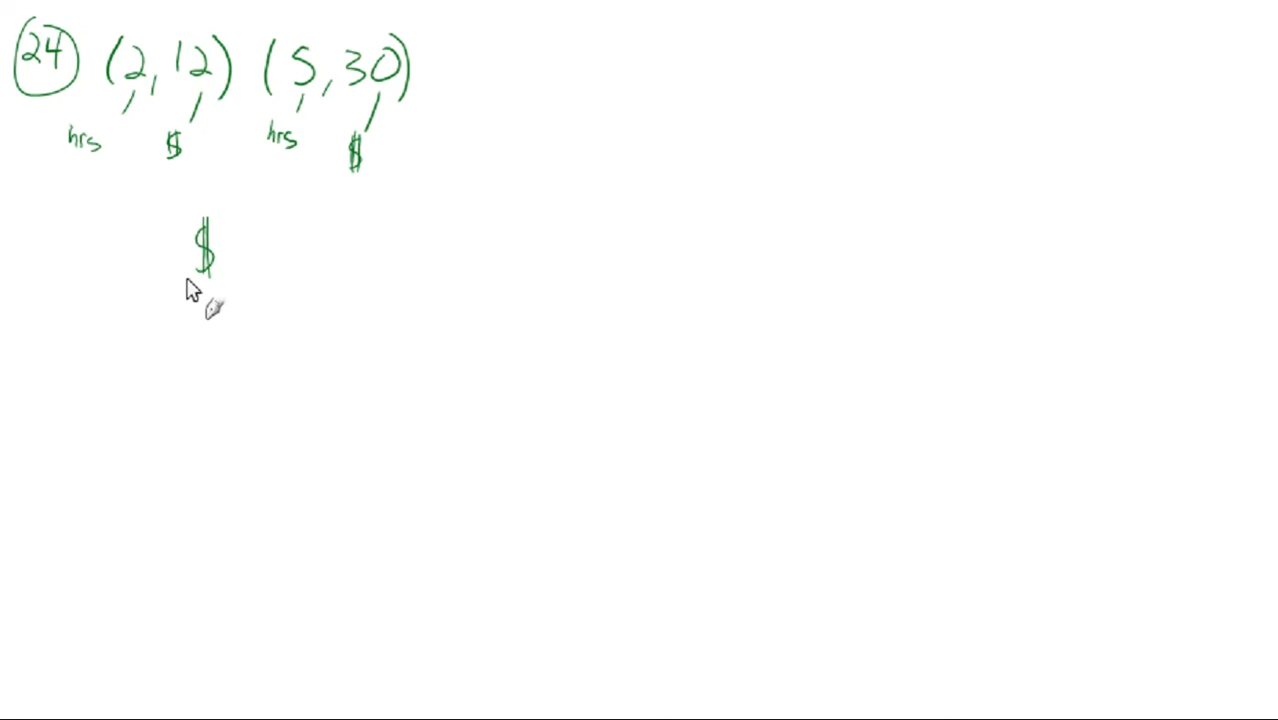 24 (2,12) (5,30)
hrs $ hrs $
$